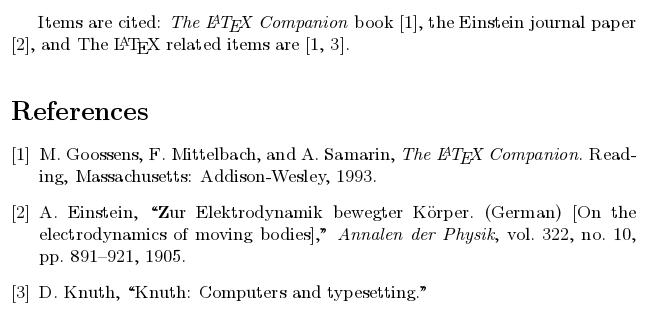 Items are cited: The LATEX Companion book [1], the Einstein journal paper
[2], and The LATEX related items are [1, 3].
References
[1] M. Goossens, F. Mittelbach, and A. Samarin, The LATEX Companion. Read-
ing, Massachusetts: Addison-Wesley, 1993.
[2] A. Einstein, “Zur Elektrodynamik bewegter Körper. (German) [On the
electrodynamics of moving bodies],” Annalen der Physik, vol. 322, no. 10,
pp. 891–921, 1905.
[3] D. Knuth, “Knuth: Computers and typesetting.”